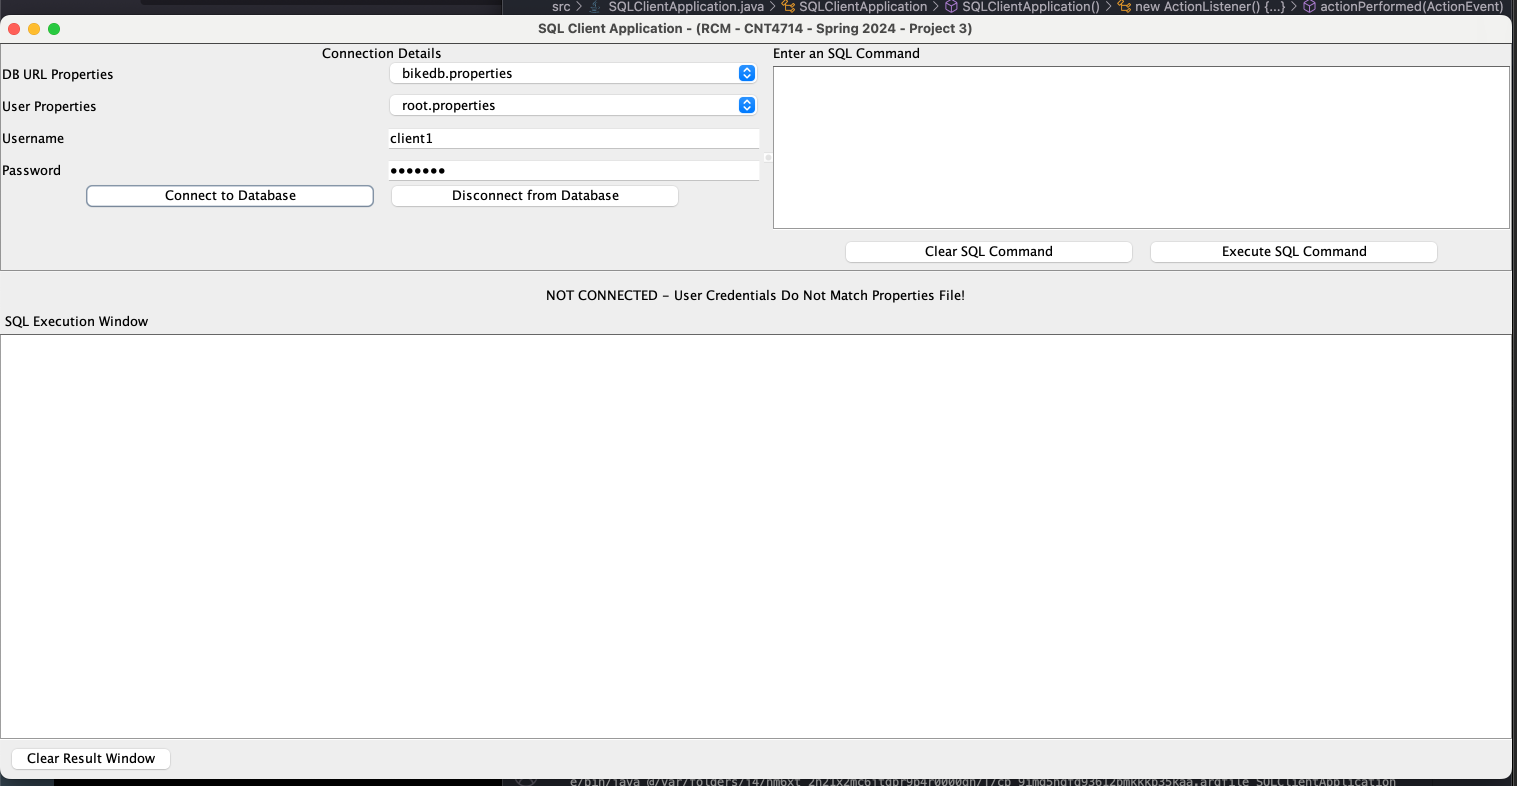 src > SQLClientApplication.java > SQLClientApplication > SQLClientApplication() > new ActionListener() {...} > actionPerformed(ActionEvent)
SQL Client Application - (RCM - CNT4714 - Spring 2024 - Project 3)
Connection Details
DB URL Properties
bikedb.properties
User Properties
root.properties
Username
client1
Password
•••••••
Connect to Database
Disconnect from Database
Enter an SQL Command
Clear SQL Command
Execute SQL Command
NOT CONNECTED - User Credentials Do Not Match Properties File!
SQL Execution Window
Clear Result Window
SQLClientApplication